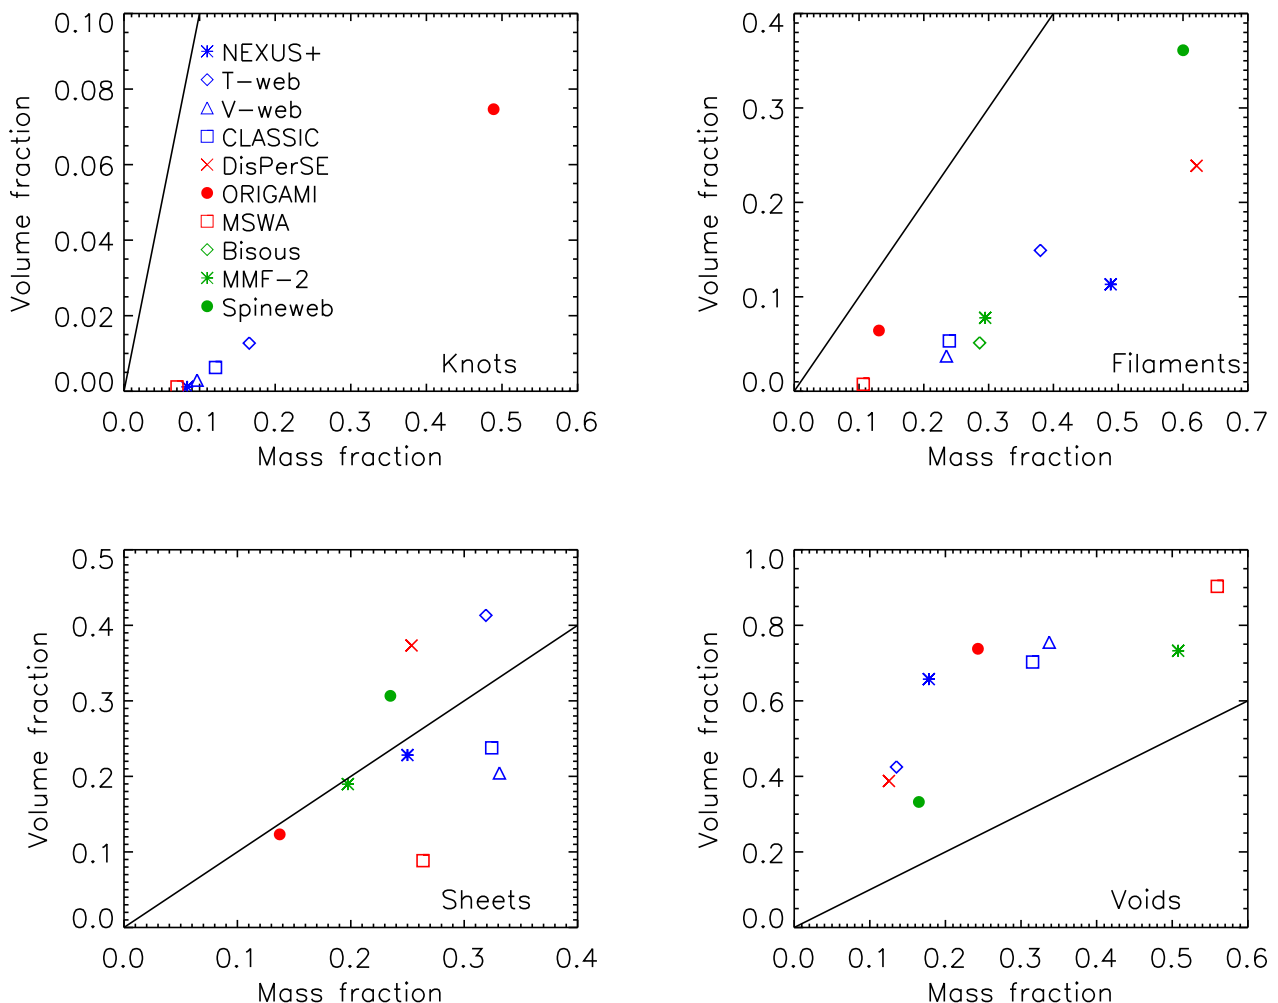 0.10
0.08
0.06
0.04
0.02
0.00
Volume fraction
NEXUS+
T-web
V-web
CLASSIC
DisPerSE
ORIGAMI
MSWA
Bisous
MMF-2
Spineweb
Knots
0.0 0.1 0.2 0.3 0.4 0.5 0.6
Mass fraction
0.4
0.3
0.2
0.1
0.0
Volume fraction
Filaments
0.0 0.1 0.2 0.3 0.4 0.5 0.6 0.7
Mass fraction
0.5
0.4
0.3
0.2
0.1
0.0
Volume fraction
Sheets
0.0 0.1 0.2 0.3 0.4
Mass fraction
1.0
0.8
0.6
0.4
0.2
0.0
Volume fraction
Voids
0.0 0.1 0.2 0.3 0.4 0.5 0.6
Mass fraction